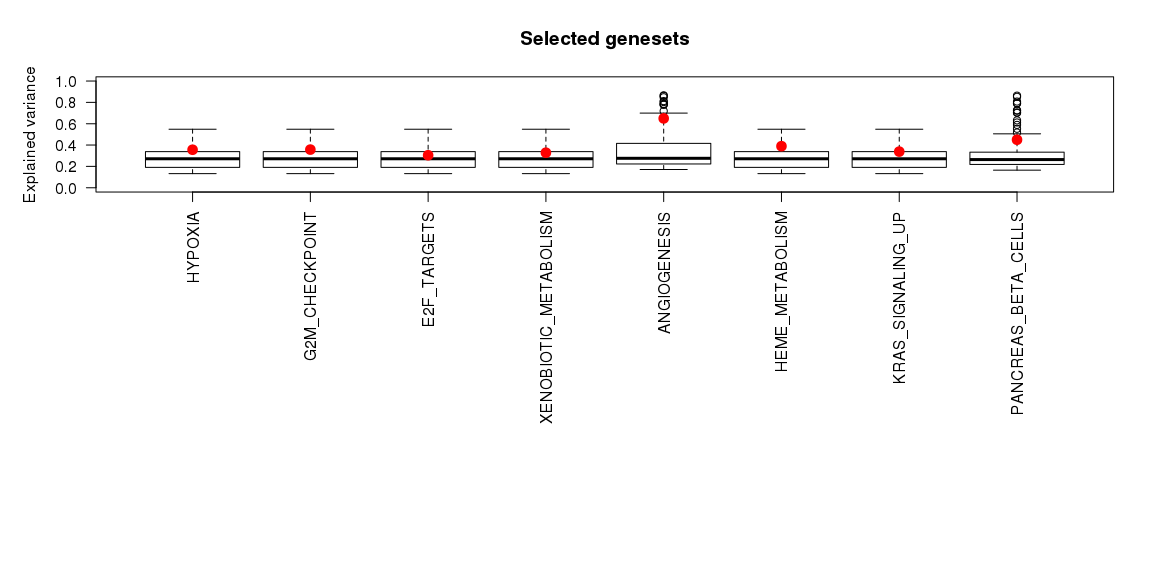 Selected genesets
Explained variance
1.0
0.8
0.6
0.4
0.2
0.0
HYPOXIA
G2M_CHECKPOINT
E2F_TARGETS
XENOBIOTIC_METABOLISM
ANGIOGENESIS
HEME_METABOLISM
KRAS_SIGNALING_UP
PANCREAS_BETA_CELLS